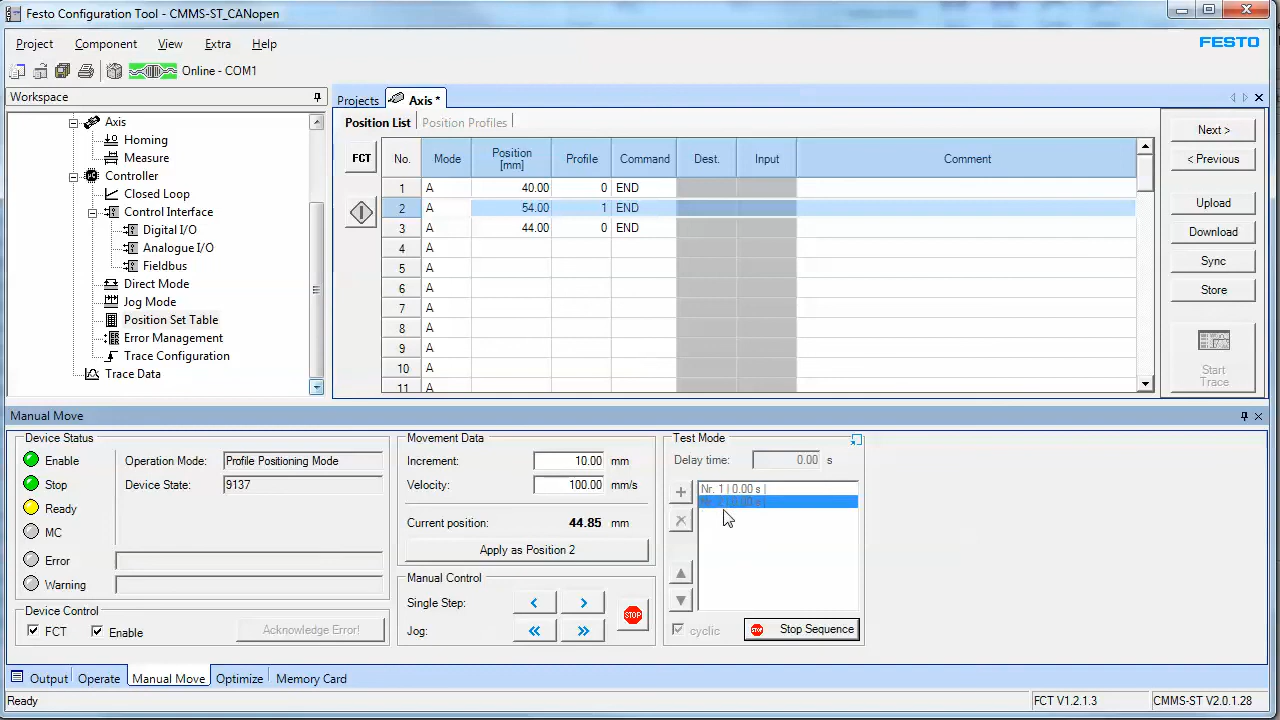 Festo Configuration Tool - CMMS-ST_CANopen
Project Component View Extra Help
FESTO
Online - COM1
Workspace
Axis
Homing
Measure
Controller
Closed Loop
Control Interface
Digital I/O
Analogue I/O
Fieldbus
Direct Mode
Jog Mode
Position Set Table
Error Management
Trace Configuration
Trace Data
Projects Axis *
Position List Position Profiles
FCT
No. Mode Position [mm] Profile Command Dest. Input Comment
1 A 40.00 0 END
2 A 54.00 1 END
3 A 44.00 0 END
4 A
5 A
6 A
7 A
8 A
9 A
10 A
11 A
Next >
< Previous
Upload
Download
Sync
Store
Start
Trace
Manual Move
Device Status
Enable
Stop
Ready
MC
Error
Warning
Operation Mode: Profile Positioning Mode
Device State: 9137
Device Control
FCT Enable Acknowledge Error!
Movement Data
Increment: 10.00 mm
Velocity: 100.00 mm/s
Current position: 44.85 mm
Apply as Position 2
Manual Control
Single Step: < >
Jog: « »
STOP
Test Mode
Delay time: 0.00 s
Nr. 1 | 0.00 s |
Nr. 2 | 0.00 s |
cyclic STOP Stop Sequence
Output Operate Manual Move Optimize Memory Card
Ready FCT V1.2.1.3 CMMS-ST V2.0.1.28